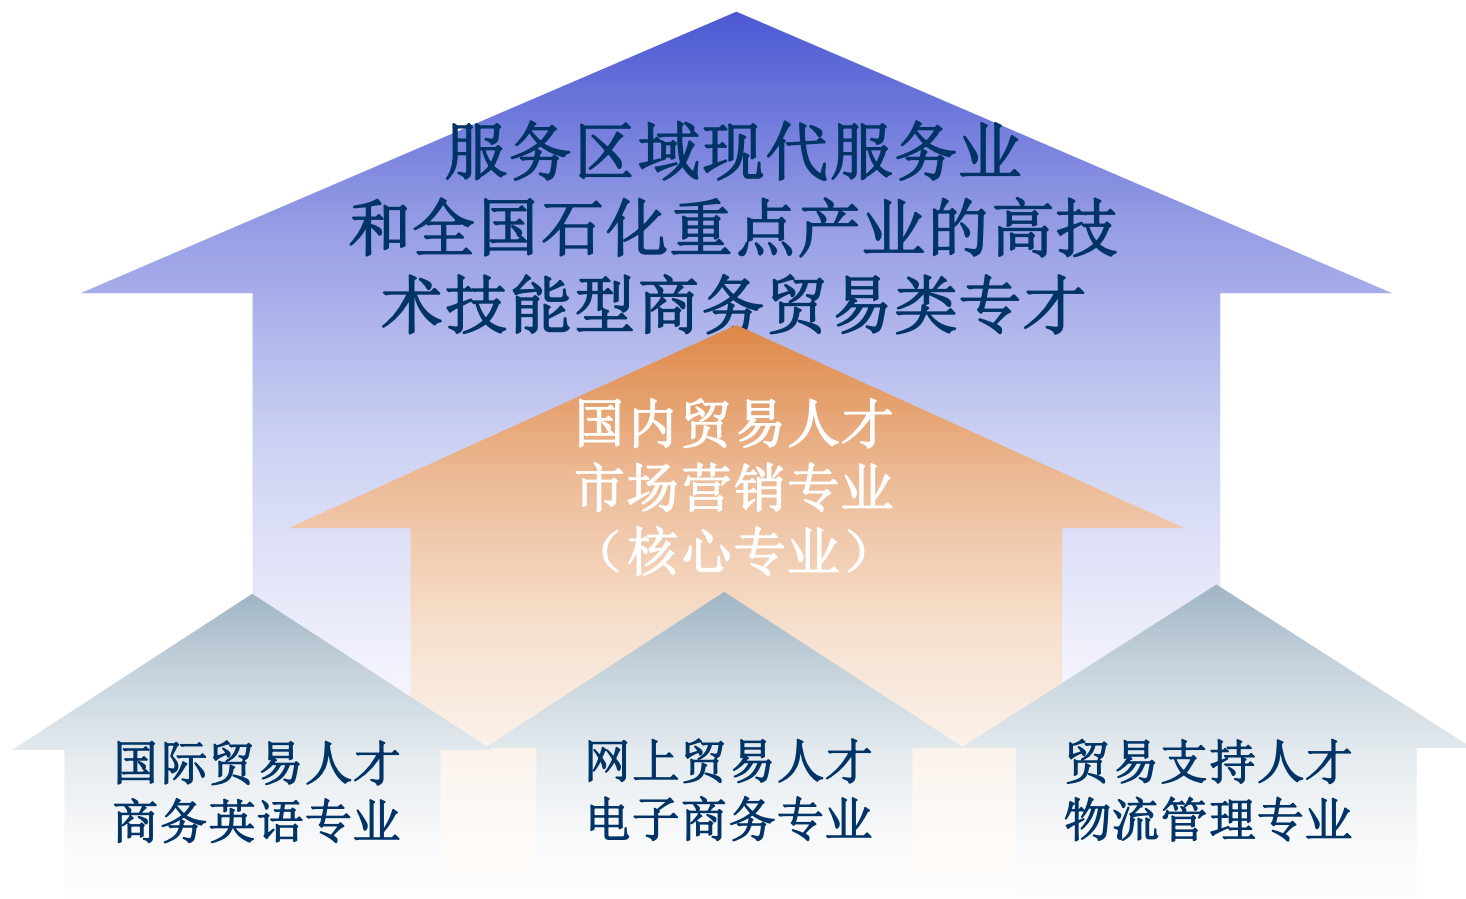 服务区域现代服务业
和全国石化重点产业的高技
术技能型商务贸易类专才
国内贸易人才
市场营销专业
（核心专业）
国际贸易人才
商务英语专业
网上贸易人才
电子商务专业
贸易支持人才
物流管理专业